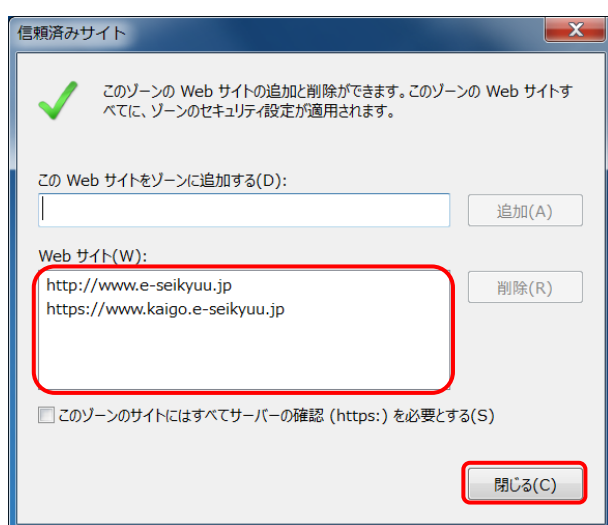 信頼済みサイト
このゾーンの Web サイトの追加と削除ができます。このゾーンの Web サイトす
べてに、ゾーンのセキュリティ設定が適用されます。
この Web サイトをゾーンに追加する(D):
追加(A)
Web サイト(W):
http://www.e-seikyuu.jp
https://www.kaigo.e-seikyuu.jp
削除(R)
このゾーンのサイトにはすべてサーバーの確認 (https:) を必要とする(S)
閉じる(C)